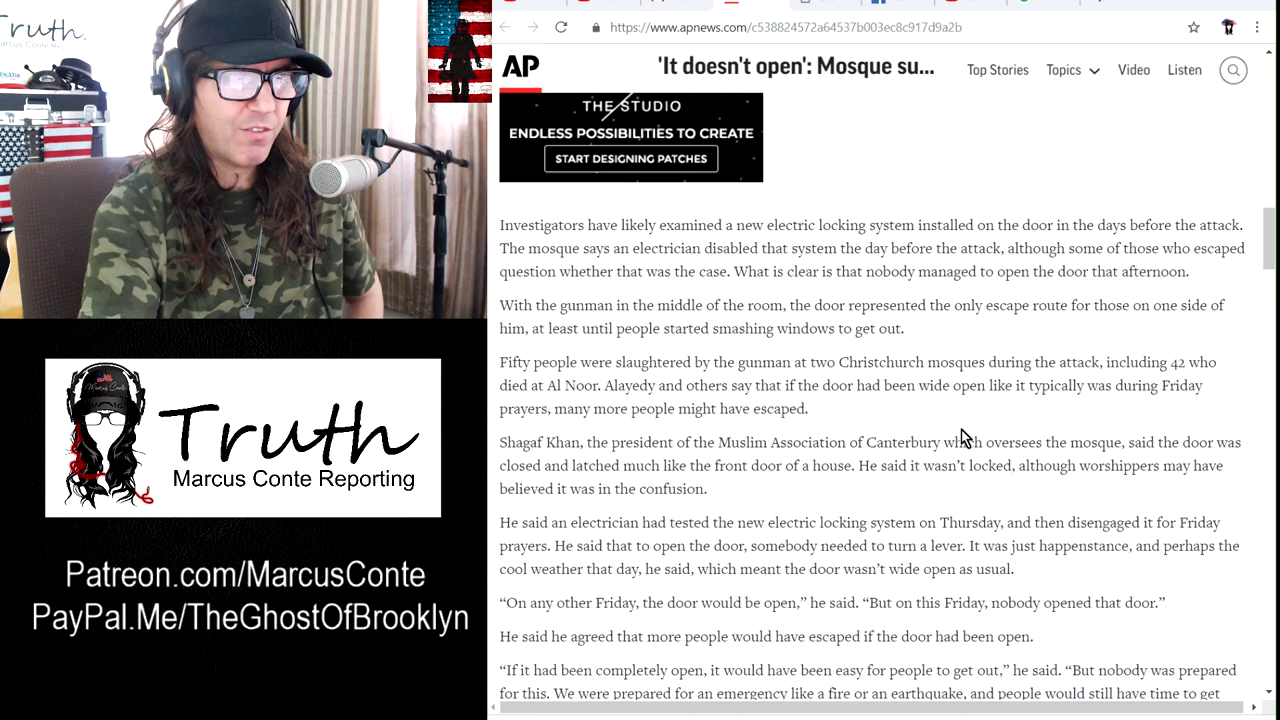 ruth.
arcus Conte
https://www.apnews.com/c538824572a64537b003ec8c917d9a2b
AP
'It doesn't open': Mosque su...
Top Stories
Topics
Video
Listen
THE STUDIO
ENDLESS POSSIBILITIES TO CREATE
START DESIGNING PATCHES
Investigators have likely examined a new electric locking system installed on the door in the days before the attack.
The mosque says an electrician disabled that system the day before the attack, although some of those who escaped
question whether that was the case. What is clear is that nobody managed to open the door that afternoon.
With the gunman in the middle of the room, the door represented the only escape route for those on one side of
him, at least until people started smashing windows to get out.
Fifty people were slaughtered by the gunman at two Christchurch mosques during the attack, including 42 who
died at Al Noor. Alayedy and others say that if the door had been wide open like it typically was during Friday
prayers, many more people might have escaped.
Shagaf Khan, the president of the Muslim Association of Canterbury which oversees the mosque, said the door was
closed and latched much like the front door of a house. He said it wasn’t locked, although worshippers may have
believed it was in the confusion.
He said an electrician had tested the new electric locking system on Thursday, and then disengaged it for Friday
prayers. He said that to open the door, somebody needed to turn a lever. It was just happenstance, and perhaps the
cool weather that day, he said, which meant the door wasn’t wide open as usual.
“On any other Friday, the door would be open,” he said. “But on this Friday, nobody opened that door.”
He said he agreed that more people would have escaped if the door had been open.
“If it had been completely open, it would have been easy for people to get out,” he said. “But nobody was prepared
for this. We were prepared for an emergency like a fire or an earthquake, and people would still have time to get
Truth
Marcus Conte Reporting
Patreon.com/MarcusConte
PayPal.Me/TheGhostOfBrooklyn